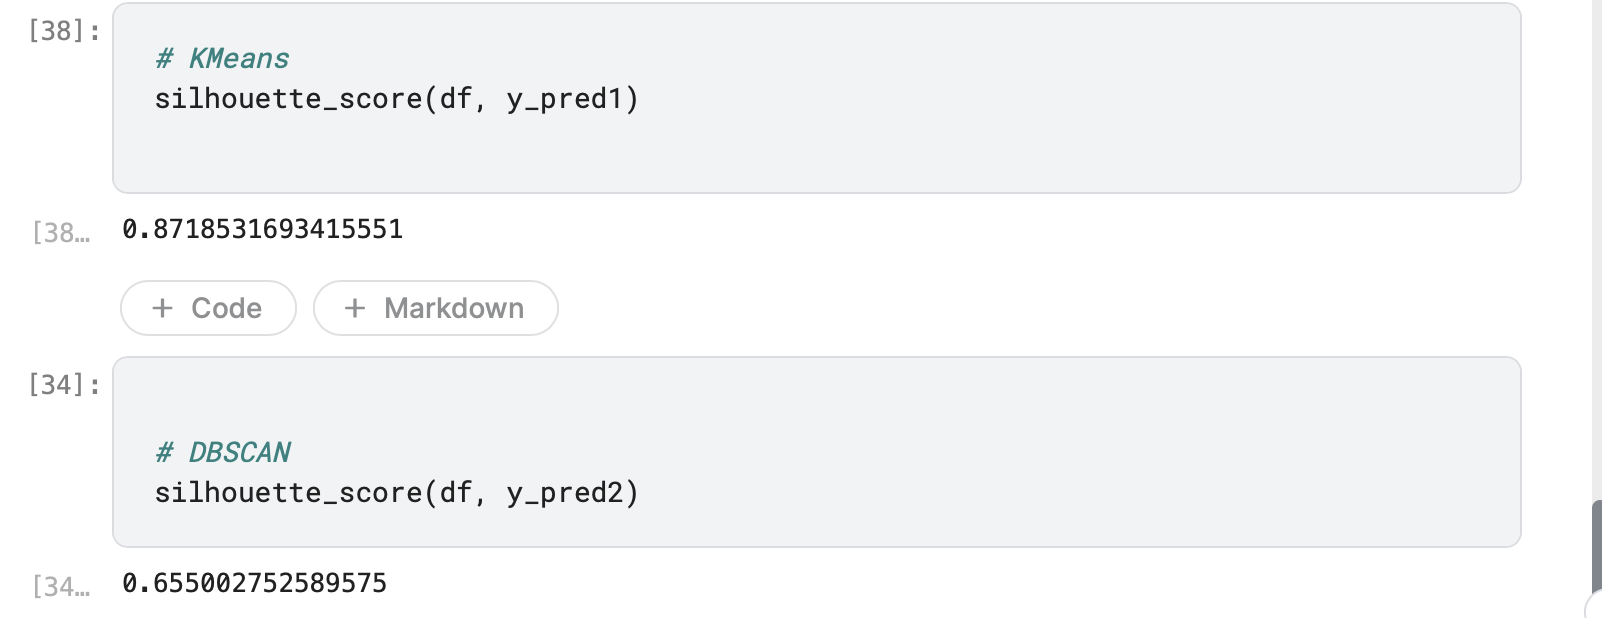 [38]:
# KMeans
silhouette_score(df, y_pred1)
[38… 0.8718531693415551
+ Code + Markdown
[34]:
# DBSCAN
silhouette_score(df, y_pred2)
[34… 0.655002752589575